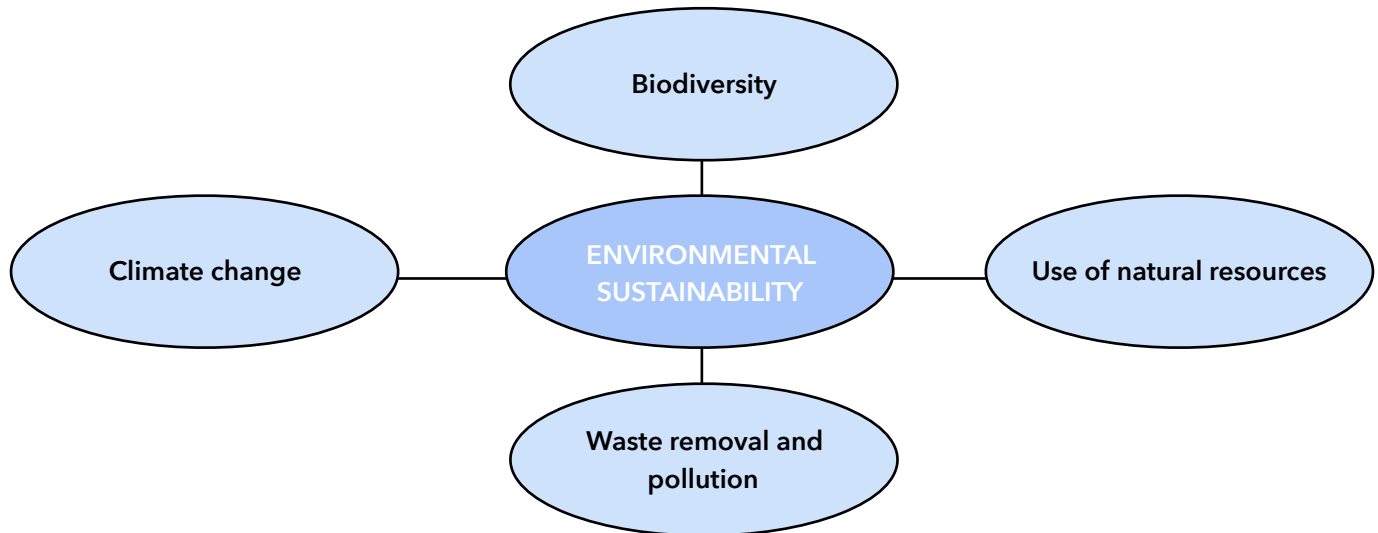 Biodiversity
Climate change
ENVIRONMENTAL
SUSTAINABILITY
Use of natural resources
Waste removal and
pollution